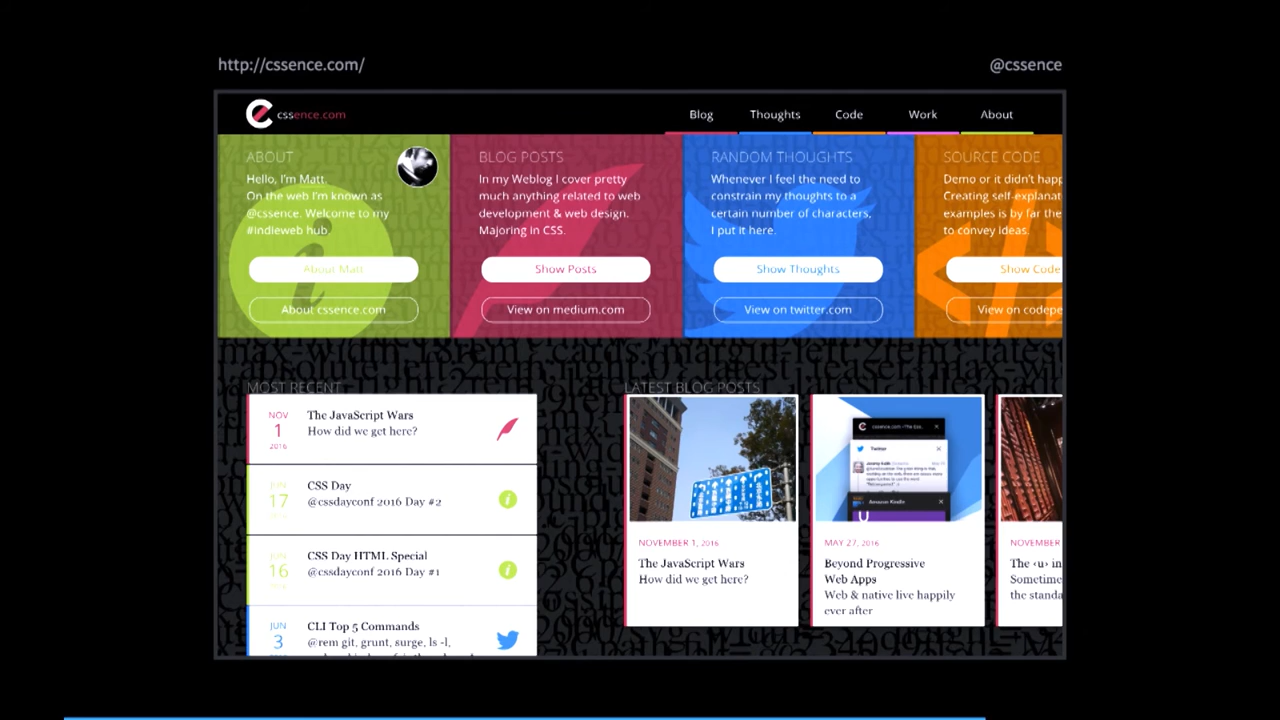 http://cssence.com/
@cssence
cssence.com
Blog
Thoughts
Code
Work
About
ABOUT
Hello, I'm Matt.
On the web I'm known as
@cssence. Welcome to my
#indieweb hub.
About Matt
About cssence.com
BLOG POSTS
In my Weblog I cover pretty
much anything related to web
development & web design.
Majoring in CSS.
Show Posts
View on medium.com
RANDOM THOUGHTS
Whenever I feel the need to
constrain my thoughts to a
certain number of characters,
I put it here.
Show Thoughts
View on twitter.com
SOURCE CODE
Demo or it didn't happ
Creating self-explanat
examples is by far the
to convey ideas.
Show Code
View on codepe
MOST RECENT
NOV
1
2016
The JavaScript Wars
How did we get here?
JUN
17
CSS Day
@cssdayconf 2016 Day #2
JUN
16
CSS Day HTML Special
@cssdayconf 2016 Day #1
JUN
3
CLI Top 5 Commands
@rem git, grunt, surge, ls -l,
LATEST BLOG POSTS
NOVEMBER 1, 2016
The JavaScript Wars
How did we get here?
Twitter
Amazon Kindle
MAY 27, 2016
Beyond Progressive
Web Apps
Web & native live happily
ever after
NOVEMBER
The <u> in
Sometime
the standa